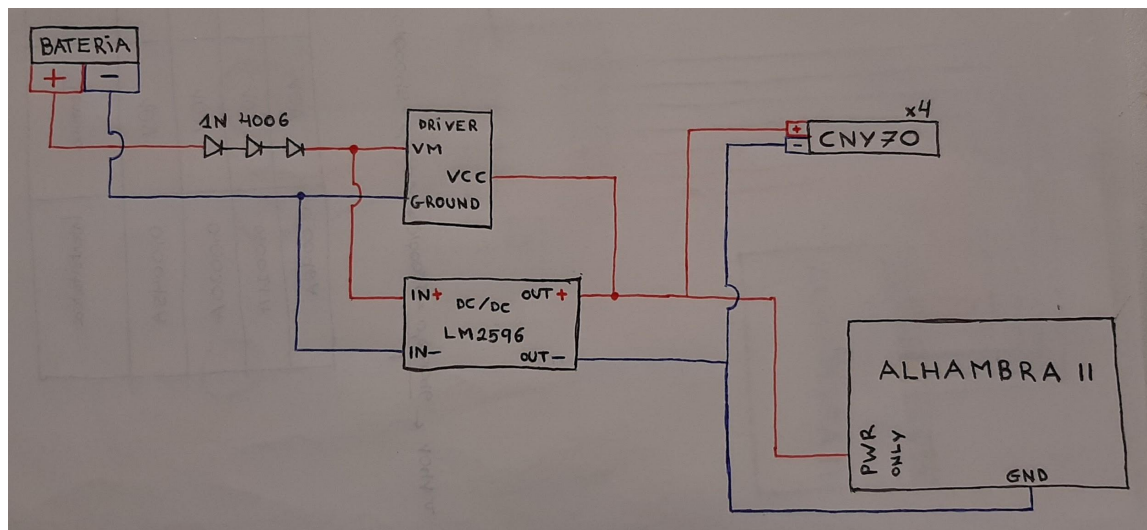 BATERIA
+ -
1N 4006
DRIVER
VM
VCC
GROUND
x4
+
-
CNY70
IN+ OUT+
DC/DC
LM2596
IN- OUT-
ALHAMBRA II
PWR
ONLY
GND